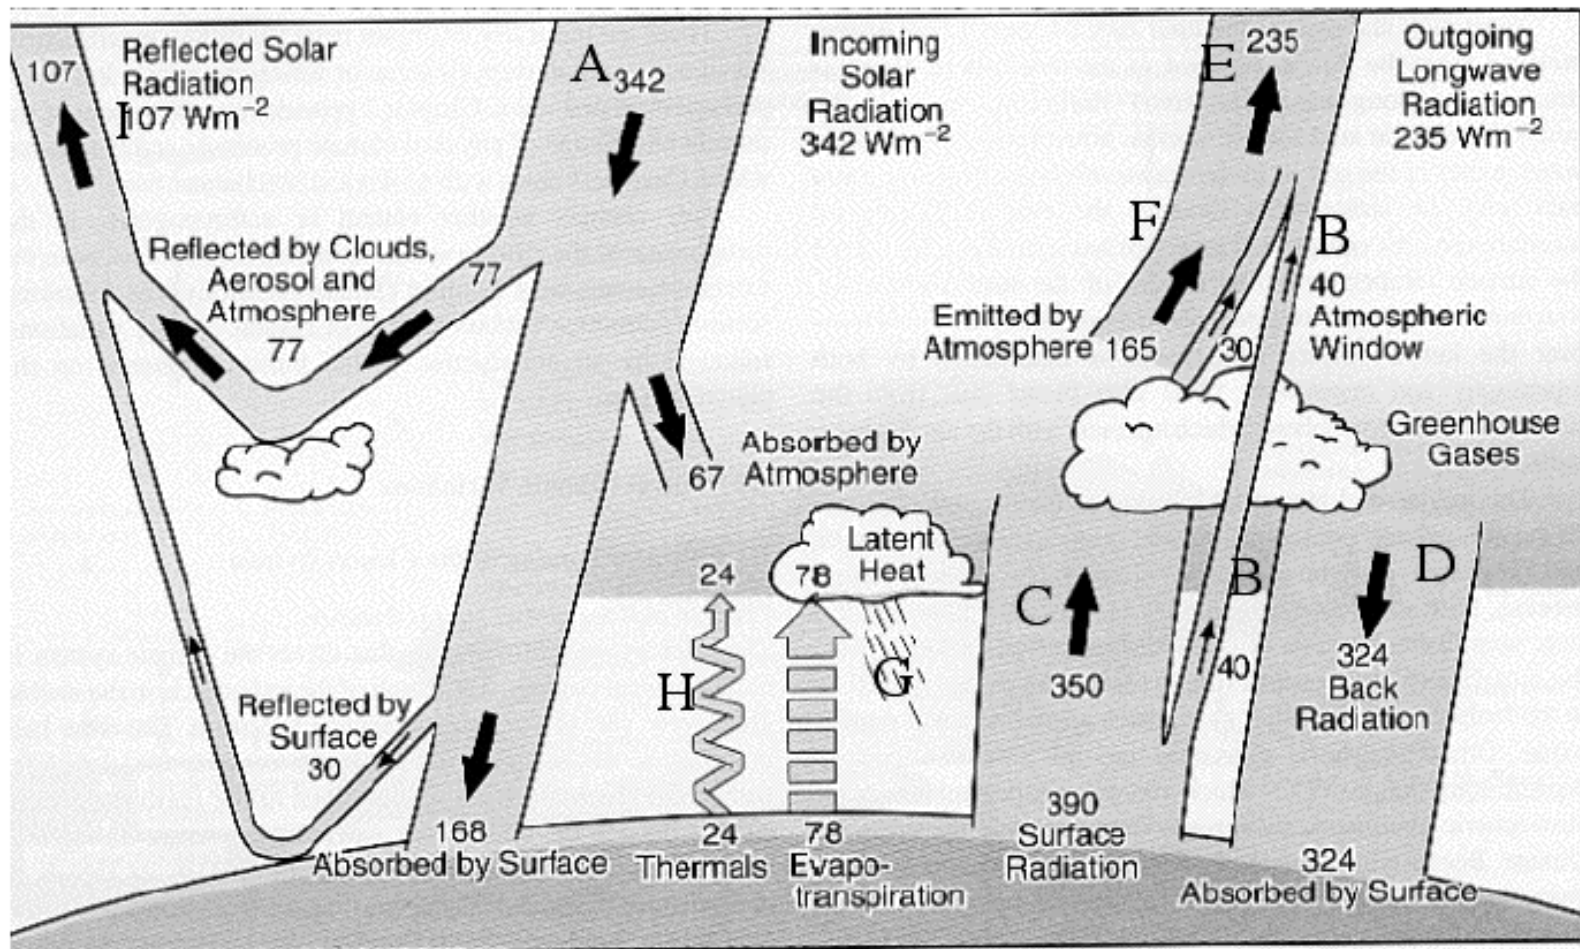 107
Reflected Solar
Radiation
I107 Wm−2
A
342
Incoming
Solar
Radiation
342 Wm−2
E
235
Outgoing
Longwave
Radiation
235 Wm−2
Reflected by Clouds,
Aerosol and
Atmosphere
77
77
F
B
Emitted by
Atmosphere
165
30
40
Atmospheric
Window
67
Absorbed by
Atmosphere
Greenhouse
Gases
Latent
Heat
24
78
C
B
D
H
G
350
40
324
Back
Radiation
Reflected by
Surface
30
168
Absorbed by Surface
24
Thermals
78
Evapo-
transpiration
390
Surface
Radiation
324
Absorbed by Surface